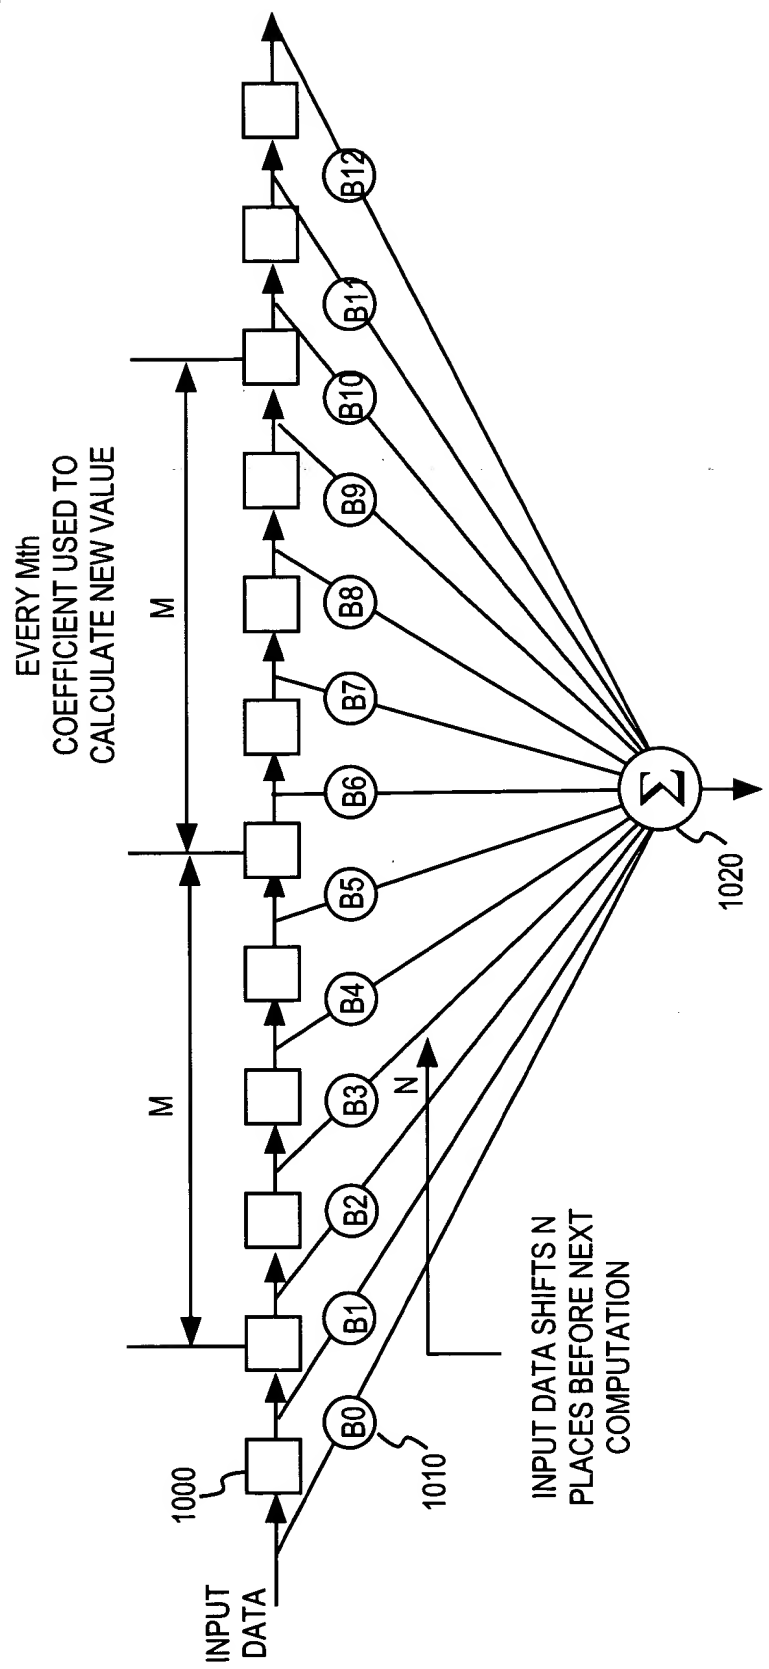 EVERY Mth
COEFFICIENT USED TO
CALCULATE NEW VALUE
M
M
INPUT
DATA
1000
B0
B1
B2
B3
B4
B5
B6
B7
B8
B9
B10
B11
B12
1010
N
INPUT DATA SHIFTS N
PLACES BEFORE NEXT
COMPUTATION
Σ
1020